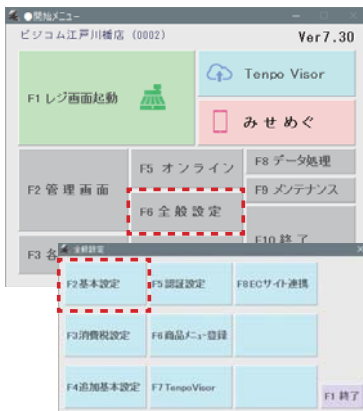 ●開始メニュー
ビジコム江戸川橋店 (0002)
Ver7.30
F1 レジ画面起動
Tenpo Visor
みせめぐ
F2 管理画面
F5 オンライン
F8 データ処理
F6 全般設定
F9 メンテナンス
F3 各
F10 終了
全般設定
F2基本設定
F5認証設定
F8ECサイト連携
F3消費税設定
F6商品メニュー登録
F4追加基本設定
F7TenpoVisor
F1 終了